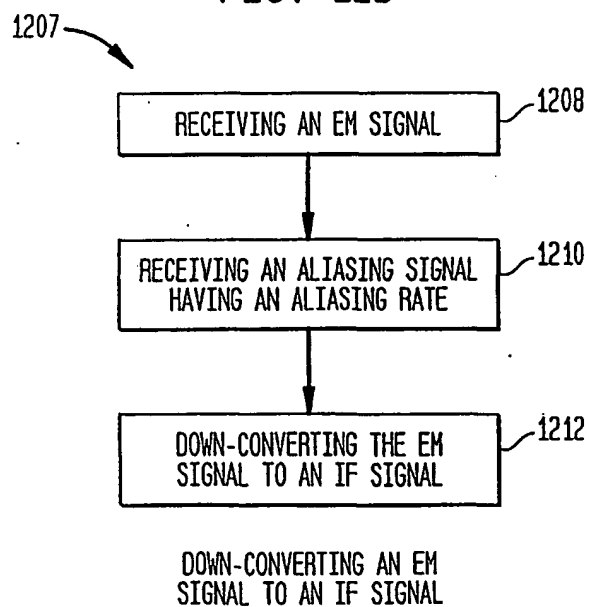 1207
RECEIVING AN EM SIGNAL
1208
RECEIVING AN ALIASING SIGNAL
HAVING AN ALIASING RATE
1210
DOWN-CONVERTING THE EM
SIGNAL TO AN IF SIGNAL
1212
DOWN-CONVERTING AN EM
SIGNAL TO AN IF SIGNAL